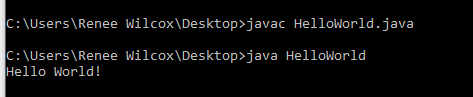 C:\Users\Renee Wilcox\Desktop>javac HelloWorld.java
C:\Users\Renee Wilcox\Desktop>java HelloWorld
Hello World!